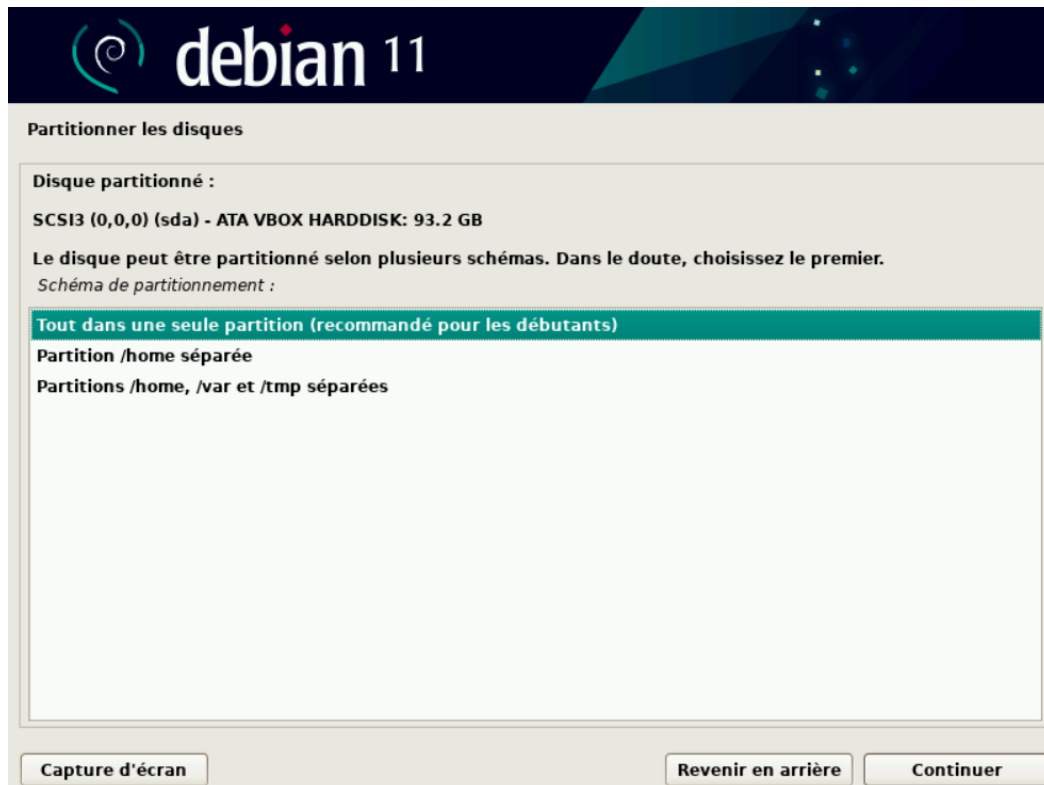 debian 11
Partitionner les disques
Disque partitionné :
SCSI3 (0,0,0) (sda) - ATA VBOX HARDDISK: 93.2 GB
Le disque peut être partitionné selon plusieurs schémas. Dans le doute, choisissez le premier.
Schéma de partitionnement :
Tout dans une seule partition (recommandé pour les débutants)
Partition /home séparée
Partitions /home, /var et /tmp séparées
Capture d'écran
Revenir en arrière
Continuer